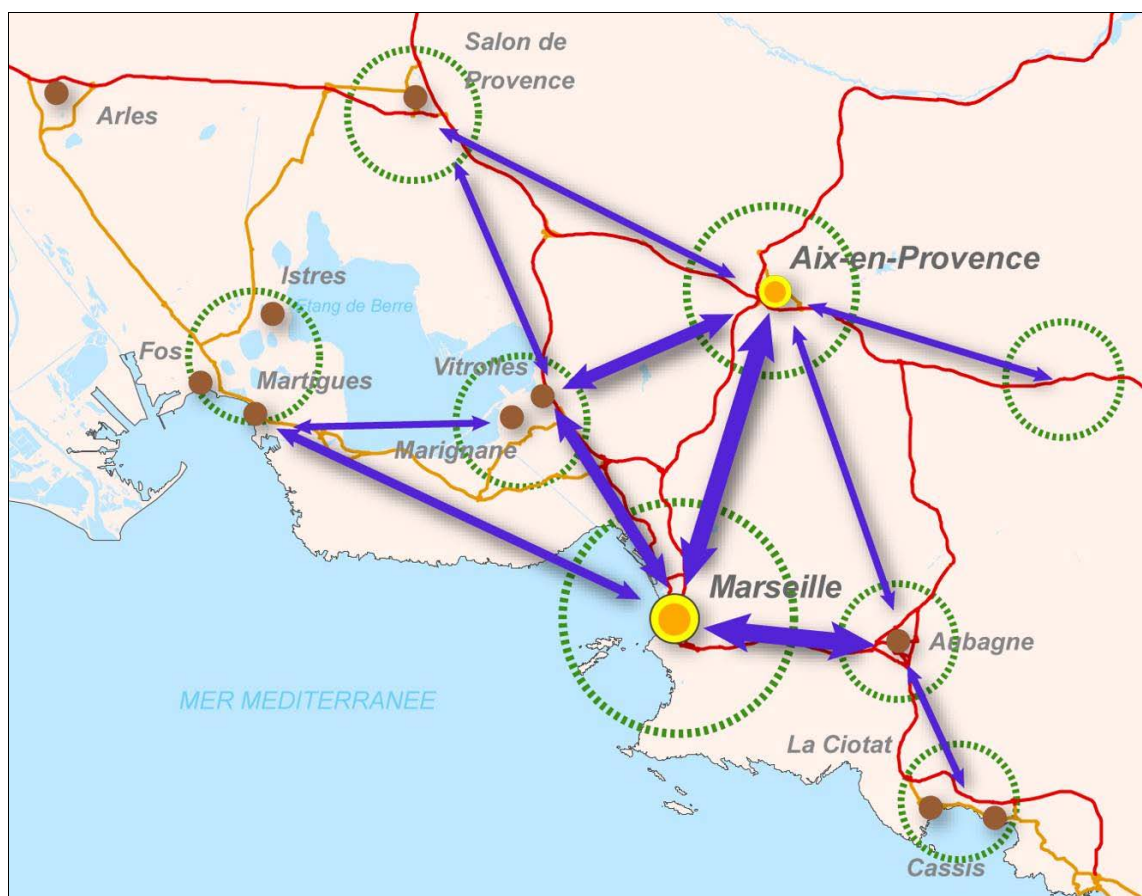 Salon de
Provence
Arles
Aix-en-Provence
Istres
Etang de Berre
Fos
Vitrolles
Martigues
Marignane
Marseille
Aubagne
MER MEDITERRANEE
La Ciotat
Cassis